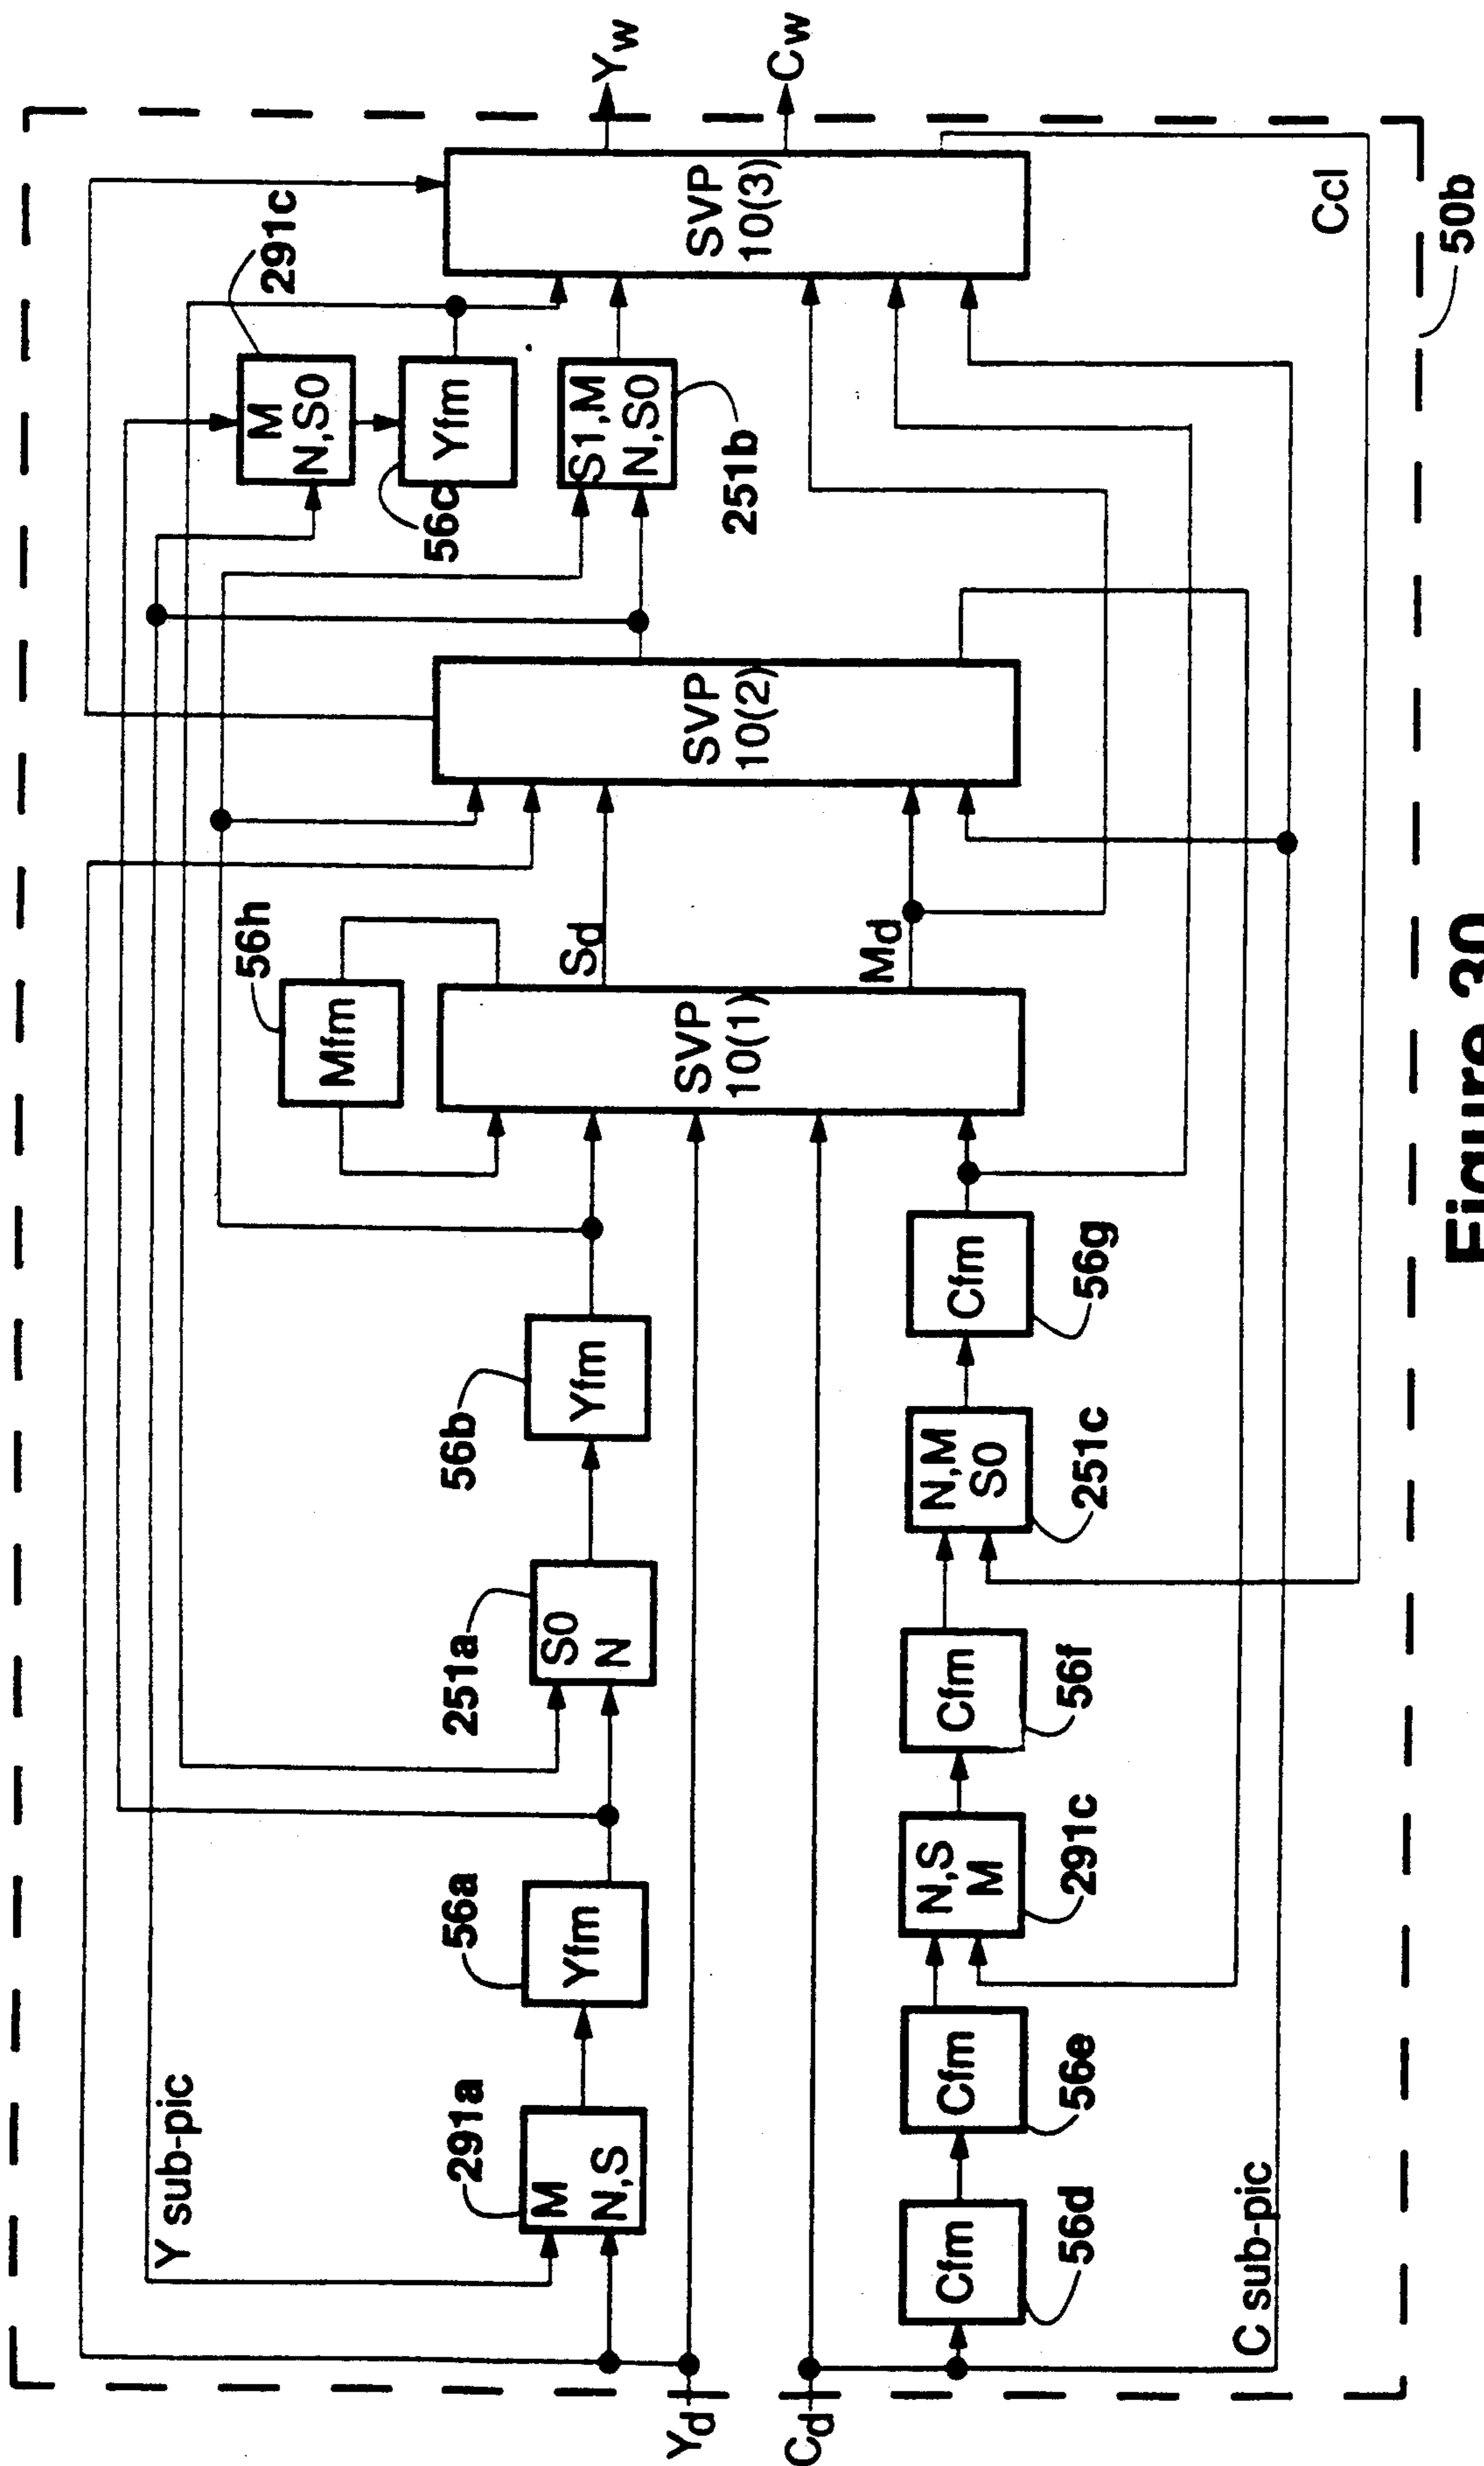 Y sub-pic
291a
M
N,S
56a
Yfm
251a
S0
N
56b
Yfm
56h
Mfm
291c
M
N,S0
56c
Yfm
S1,M
N,S0
251b
Yd
Cd
SVP
10(1)
Sd
Md
SVP
10(2)
SVP
10(3)
Yw
Cw
Cfm
56d
Cfm
56e
N,S
M
291c
Cfm
56f
N,M
S0
251c
Cfm
56g
C sub-pic
Ccl
50b
Figure 30